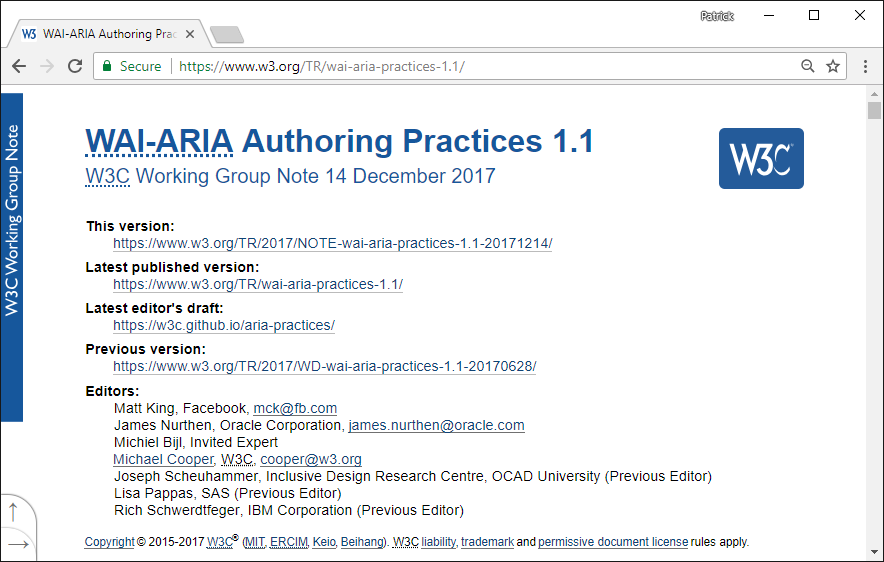 Patrick
WAI-ARIA Authoring Prac
Secure
https://www.w3.org/TR/wai-aria-practices-1.1/
W3C Working Group Note
WAI-ARIA Authoring Practices 1.1
W3C
W3C Working Group Note 14 December 2017
This version:
https://www.w3.org/TR/2017/NOTE-wai-aria-practices-1.1-20171214/
Latest published version:
https://www.w3.org/TR/wai-aria-practices-1.1/
Latest editor's draft:
https://w3c.github.io/aria-practices/
Previous version:
https://www.w3.org/TR/2017/WD-wai-aria-practices-1.1-20170628/
Editors:
Matt King, Facebook, mck@fb.com
James Nurthen, Oracle Corporation, james.nurthen@oracle.com
Michiel Bijl, Invited Expert
Michael Cooper, W3C, cooper@w3.org
Joseph Scheuhammer, Inclusive Design Research Centre, OCAD University (Previous Editor)
Lisa Pappas, SAS (Previous Editor)
Rich Schwerdtfeger, IBM Corporation (Previous Editor)
Copyright © 2015-2017 W3C® (MIT, ERCIM, Keio, Beihang). W3C liability, trademark and permissive document license rules apply.